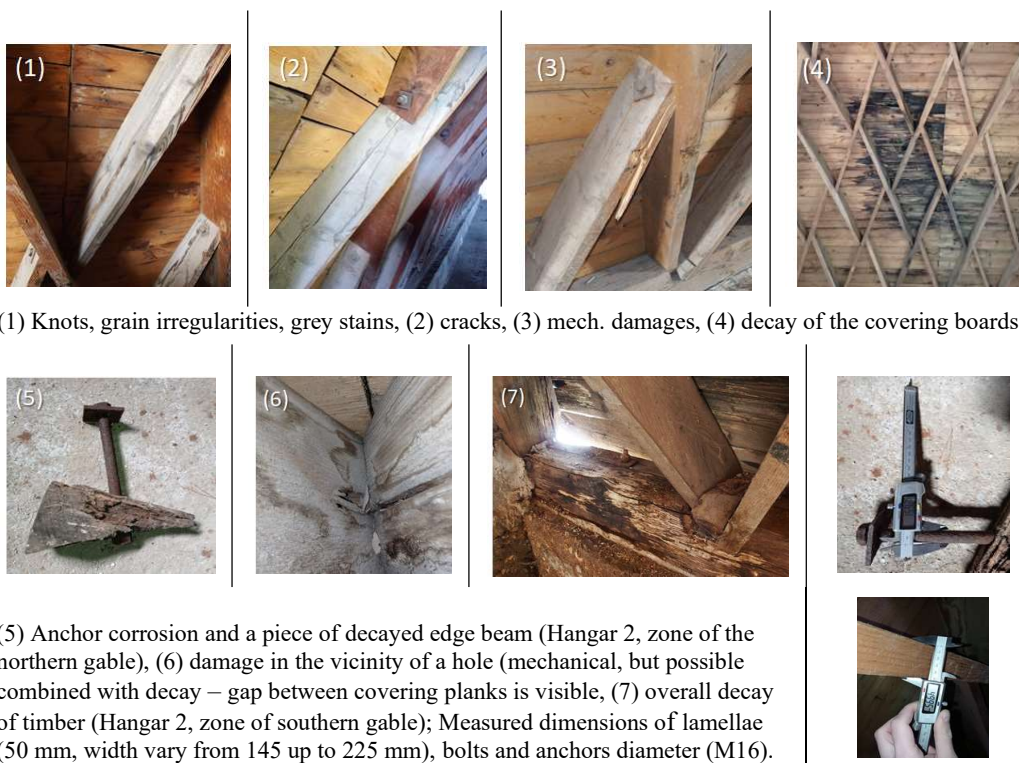 (1)
(2)
(3)
(4)
(1) Knots, grain irregularities, grey stains, (2) cracks, (3) mech. damages, (4) decay of the covering boards
(5)
(6)
(7)
(5) Anchor corrosion and a piece of decayed edge beam (Hangar 2, zone of the
northern gable), (6) damage in the vicinity of a hole (mechanical, but possible
combined with decay – gap between covering planks is visible, (7) overall decay
of timber (Hangar 2, zone of southern gable); Measured dimensions of lamellae
(50 mm, width vary from 145 up to 225 mm), bolts and anchors diameter (M16).